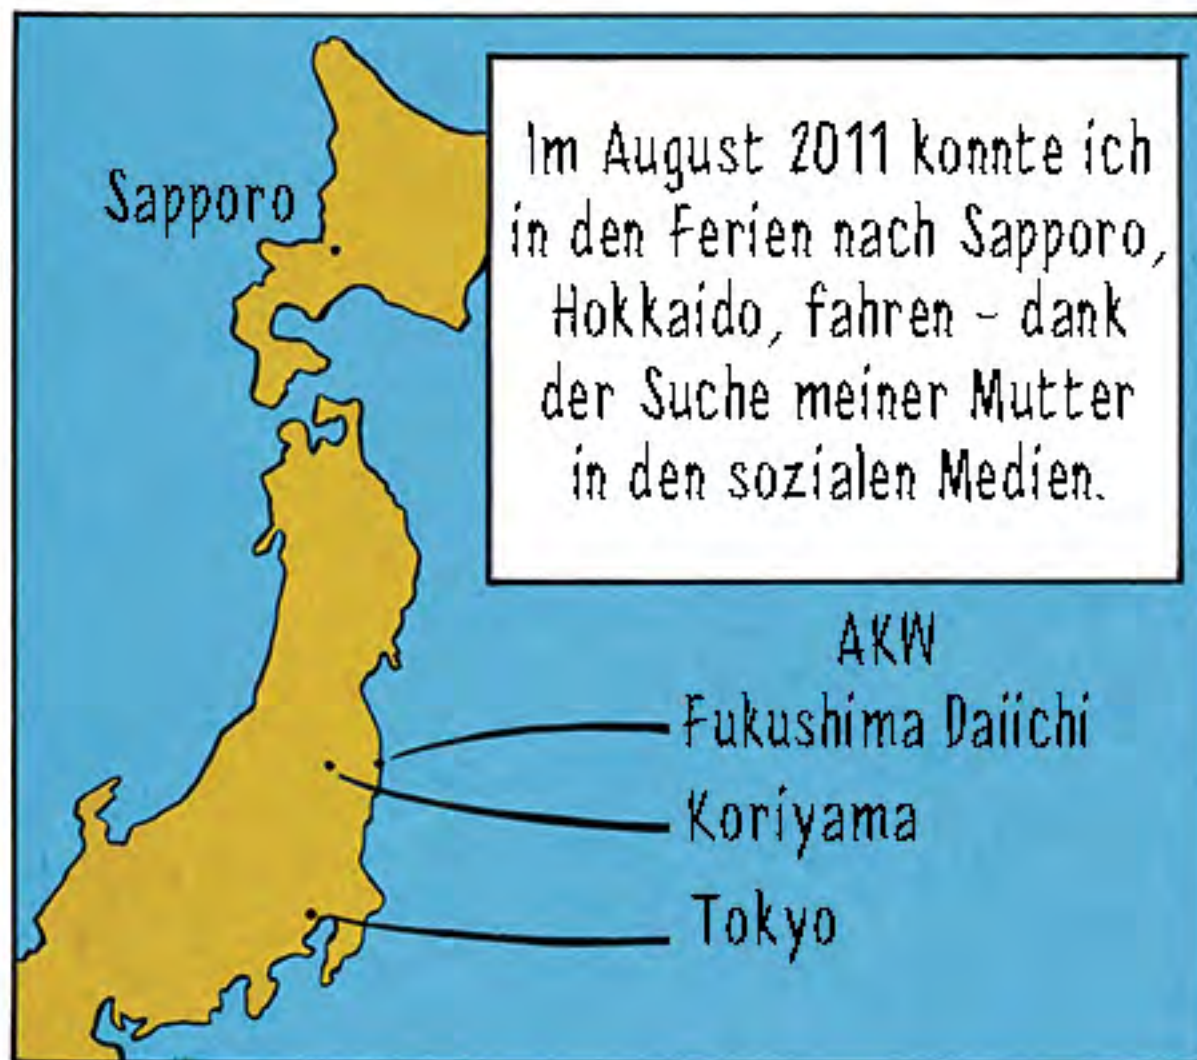 Sapporo
Im August 2011 konnte ich
in den Ferien nach Sapporo,
Hokkaido, fahren – dank
der Suche meiner Mutter
in den sozialen Medien.
AKW
Fukushima Daiichi
Koriyama
Tokyo